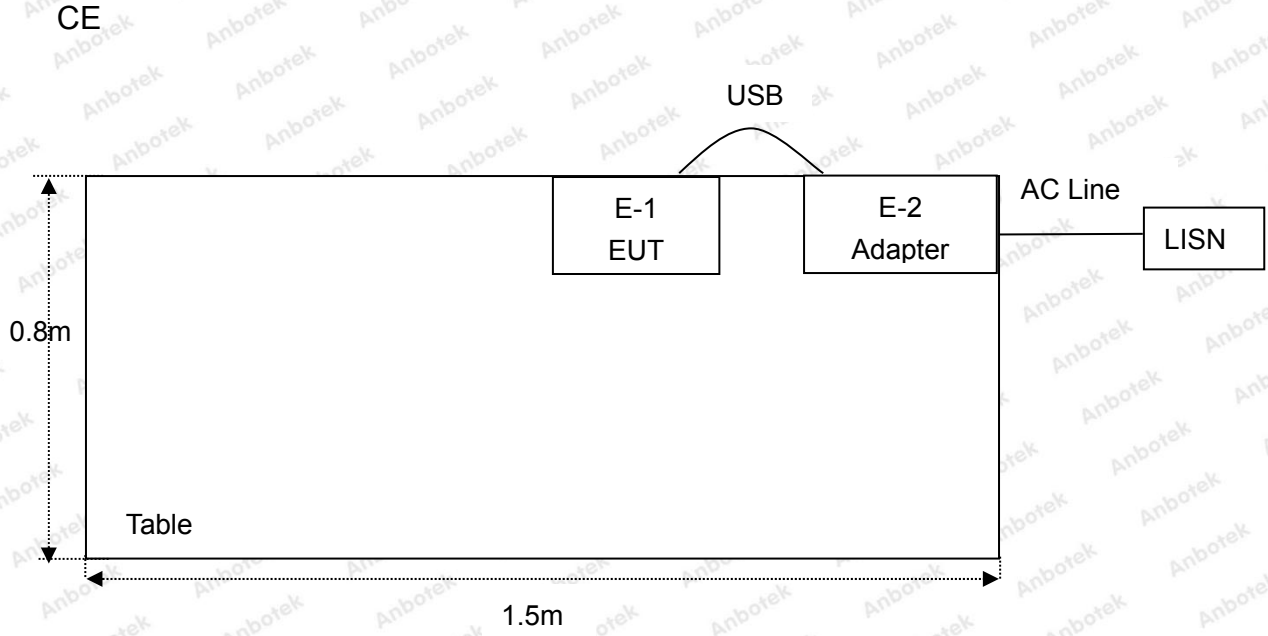 CE
USB
E-1
EUT
E-2
Adapter
AC Line
LISN
0.8m
Table
1.5m